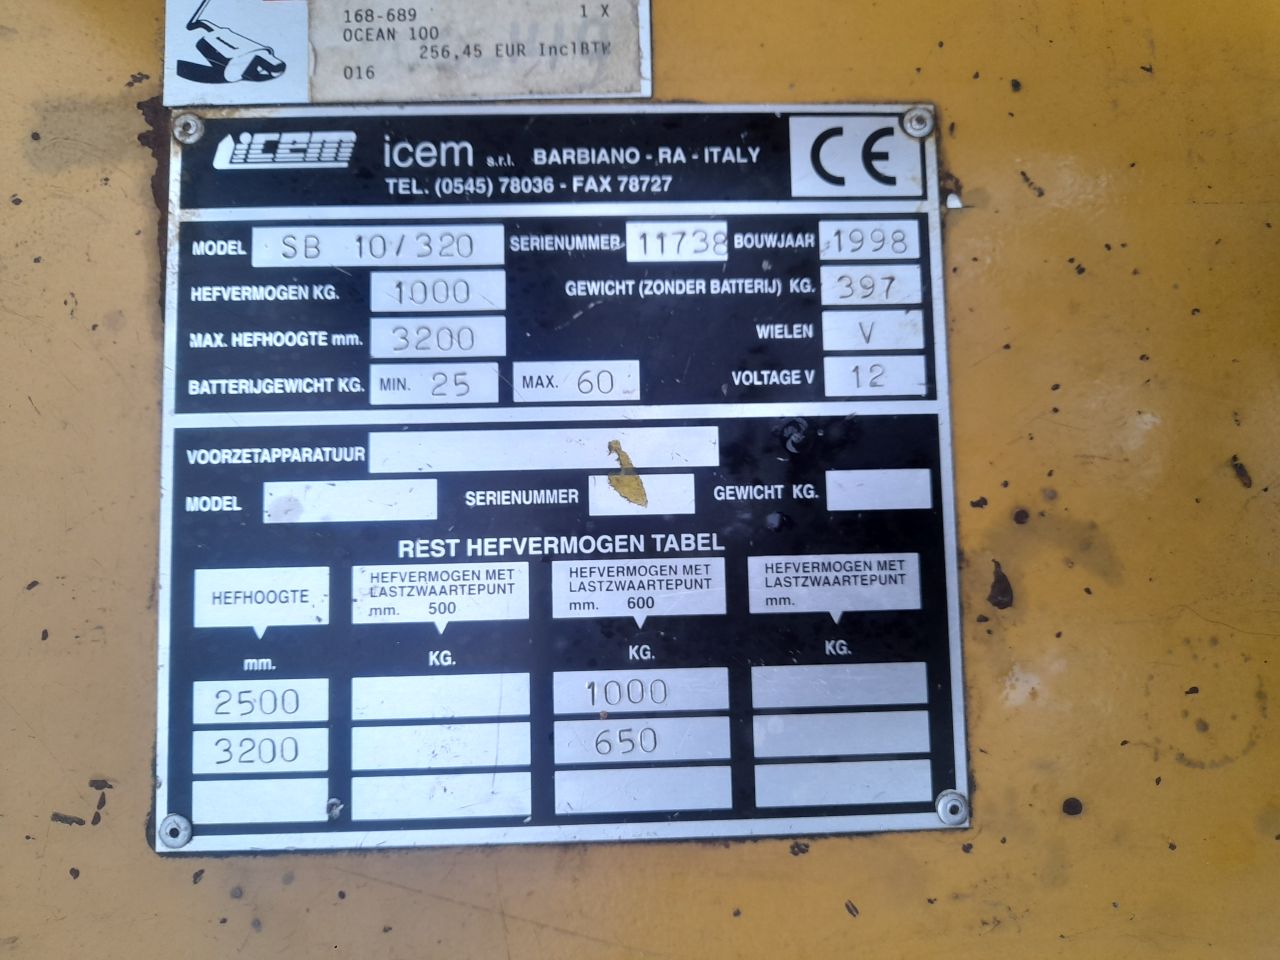 168-689 1 X
OCEAN 100
256,45 EUR InclBTW
016
icem icem s.r.l. BARBIANO - RA - ITALY CE
TEL. (0545) 78036 - FAX 78727
MODEL SB 10/320 SERIENUMMER 11738 BOUWJAAR 1998
HEFVERMOGEN KG. 1000 GEWICHT (ZONDER BATTERIJ) KG. 397
MAX. HEFHOOGTE mm. 3200 WIELEN V
BATTERIJGEWICHT KG. MIN. 25 MAX. 60 VOLTAGE V 12
VOORZETAPPARATUUR
MODEL SERIENUMMER GEWICHT KG.
REST HEFVERMOGEN TABEL
HEFHOOGTE
HEFVERMOGEN MET
LASTZWAARTEPUNT
mm. 500
HEFVERMOGEN MET
LASTZWAARTEPUNT
mm. 600
HEFVERMOGEN MET
LASTZWAARTEPUNT
mm.
mm. KG. KG. KG.
2500 1000
3200 650